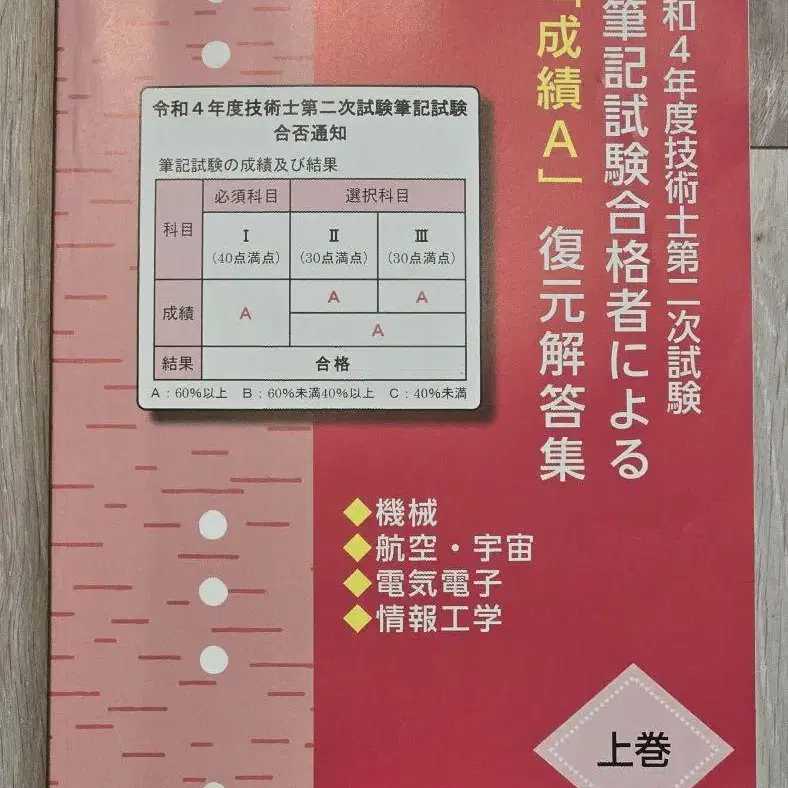 和4年度技術士第二次試験
筆記試験合格者による
「成績A」 復元解答集
令和4年度技術士第二次試験筆記試験
合否通知
筆記試験の成績及び結果
科目 必須科目 選択科目
Ⅰ Ⅱ Ⅲ
(40点満点) (30点満点) (30点満点)
成績 A A A
A
結果 合格
A:60%以上 B:60%未満40%以上 C:40%未満
◆機械
◆航空・宇宙
◆電気電子
◆情報工学
上巻